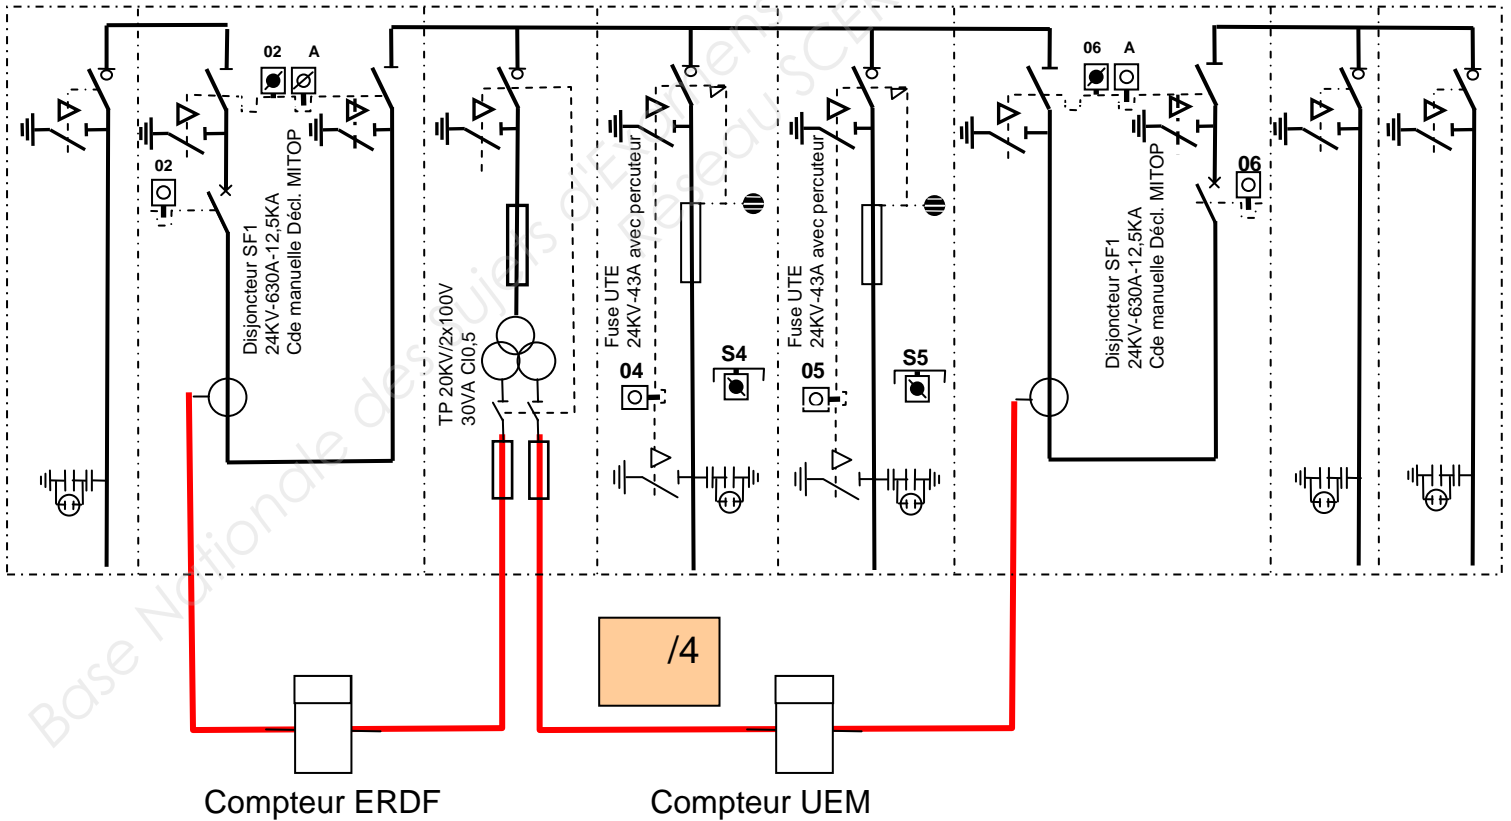 02 A
06 A
02
06
Disjoncteur SF1
24KV-630A-12,5KA
Cde manuelle Décl. MITOP
TP 20KV/2x100V
30VA Cl0,5
Fuse UTE
24KV-43A avec percuteur
04
S4
Fuse UTE
24KV-43A avec percuteur
05
S5
Disjoncteur SF1
24KV-630A-12,5KA
Cde manuelle Décl. MITOP
/4
Compteur ERDF
Compteur UEM
Base Nationale des Sujets d'Examens
Réseau SCEREN